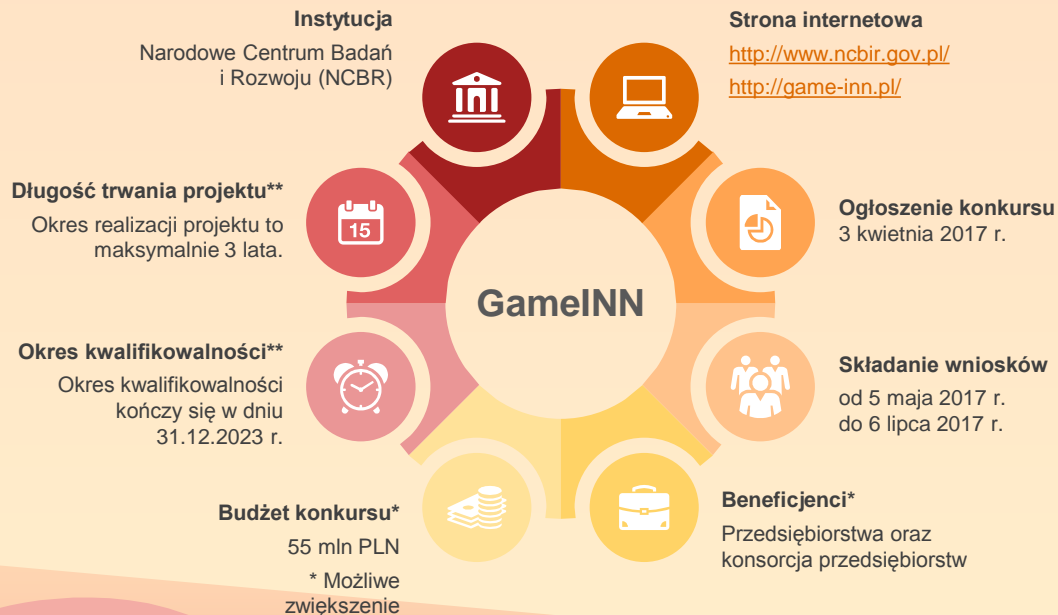 Instytucja
Narodowe Centrum Badań
i Rozwoju (NCBR)
Strona internetowa
http://www.ncbir.gov.pl/
http://game-inn.pl/
Długość trwania projektu**
Okres realizacji projektu to
maksymalnie 3 lata.
15
Ogłoszenie konkursu
3 kwietnia 2017 r.
GameINN
Okres kwalifikowalności**
Okres kwalifikowalności
kończy się w dniu
31.12.2023 r.
Składanie wniosków
od 5 maja 2017 r.
do 6 lipca 2017 r.
Budżet konkursu*
55 mln PLN
* Możliwe
zwiększenie
Beneficjenci*
Przedsiębiorstwa oraz
konsorcja przedsiębiorstw